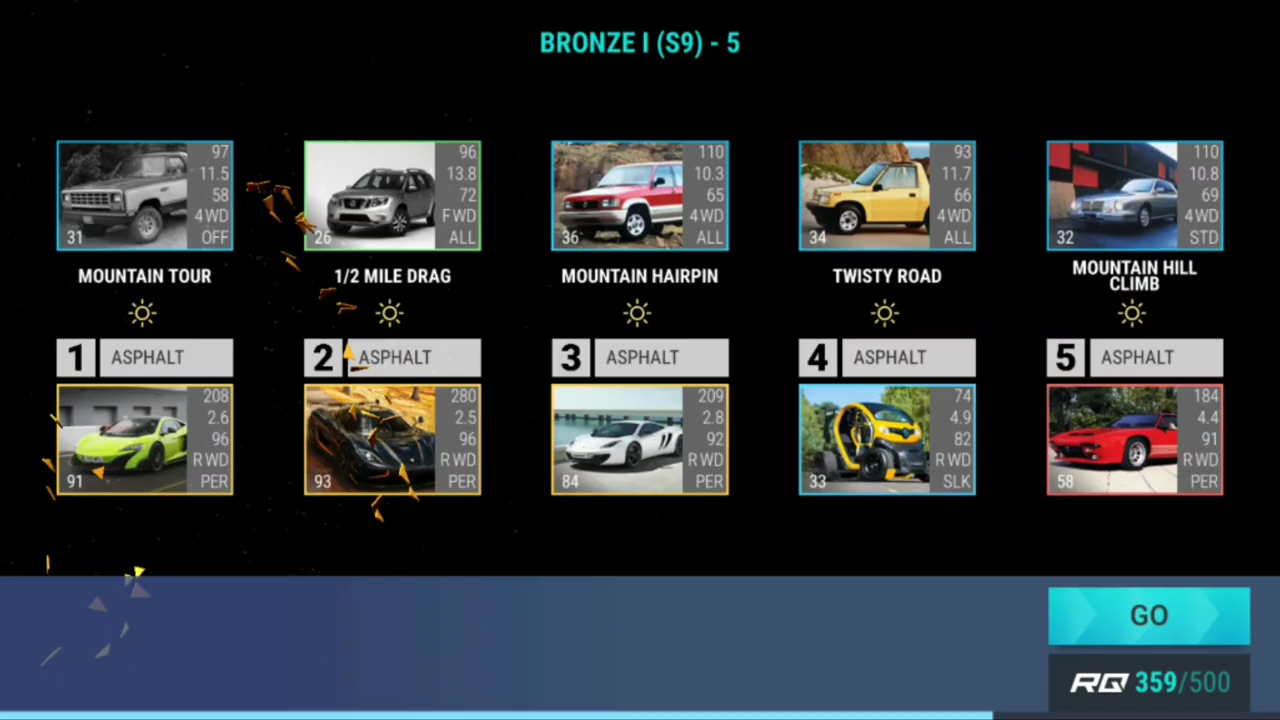 BRONZE I (S9) - 5
97
11.5
58
4WD
OFF
31
96
13.8
72
FWD
ALL
26
110
10.3
65
4WD
ALL
36
93
11.7
66
4WD
ALL
34
110
10.8
69
4WD
STD
32
MOUNTAIN TOUR
1/2 MILE DRAG
MOUNTAIN HAIRPIN
TWISTY ROAD
MOUNTAIN HILL
CLIMB
1 ASPHALT
2 ASPHALT
3 ASPHALT
4 ASPHALT
5 ASPHALT
208
2.6
96
RWD
PER
91
280
2.5
96
RWD
PER
93
209
2.8
92
RWD
PER
84
74
4.9
82
RWD
SLK
33
184
4.4
91
RWD
PER
58
GO
RQ 359/500